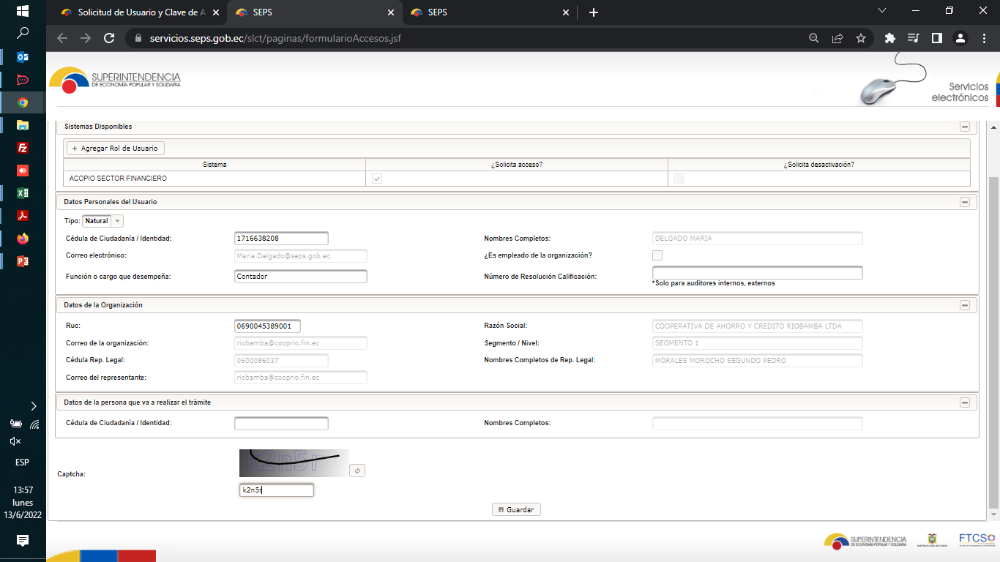 Solicitud de Usuario y Clave de A
SEPS
SEPS
servicios.seps.gob.ec/slct/paginas/formularioAccesos.jsf
SUPERINTENDENCIA
DE ECONOMÍA POPULAR Y SOLIDARIA
Servicios
electrónicos
Sistemas Disponibles
Agregar Rol de Usuario
Sistema ¿Solicita acceso? ¿Solicita desactivación?
ACOPIO SECTOR FINANCIERO
Datos Personales del Usuario
Tipo: Natural
Cédula de Ciudadanía / Identidad: 1716638208 Nombres Completos: DELGADO MARIA
Correo electrónico: Maria.Delgado@seps.gob.ec ¿Es empleado de la organización?
Función o cargo que desempeña: Contador Número de Resolución Calificación:
*Solo para auditores internos, externos
Datos de la Organización
Ruc: 0690045389001 Razón Social: COOPERATIVA DE AHORRO Y CREDITO RIOBAMBA LTDA
Correo de la organización: riobamba@cooprio.fin.ec Segmento / Nivel: SEGMENTO 1
Cédula Rep. Legal: 0600086037 Nombres Completos de Rep. Legal: MORALES MOROCHO SEGUNDO PEDRO
Correo del representante: riobamba@cooprio.fin.ec
Datos de la persona que va a realizar el trámite
Cédula de Ciudadanía / Identidad: Nombres Completos:
k2n5r
Captcha:
k2n5r
Guardar
ESP
13:57
lunes
13/6/2022
SUPERINTENDENCIA
DE ECONOMÍA POPULAR Y SOLIDARIA
FTCS